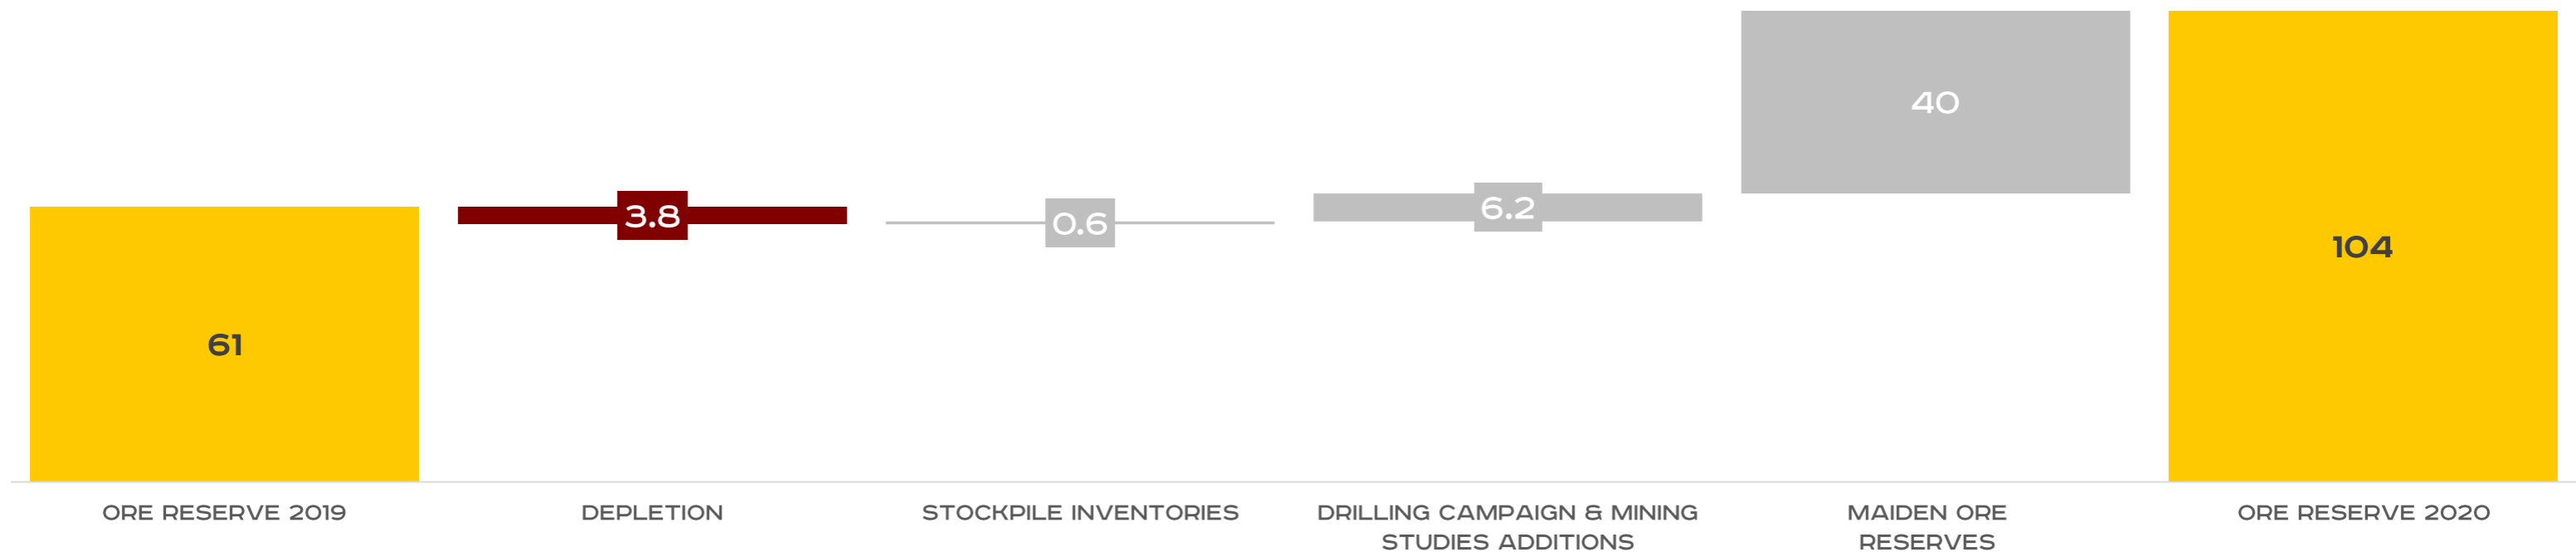 40
3.8
0.6
6.2
104
61
ORE RESERVE 2019
DEPLETION
STOCKPILE INVENTORIES
DRILLING CAMPAIGN & MINING
STUDIES ADDITIONS
MAIDEN ORE
RESERVES
ORE RESERVE 2020